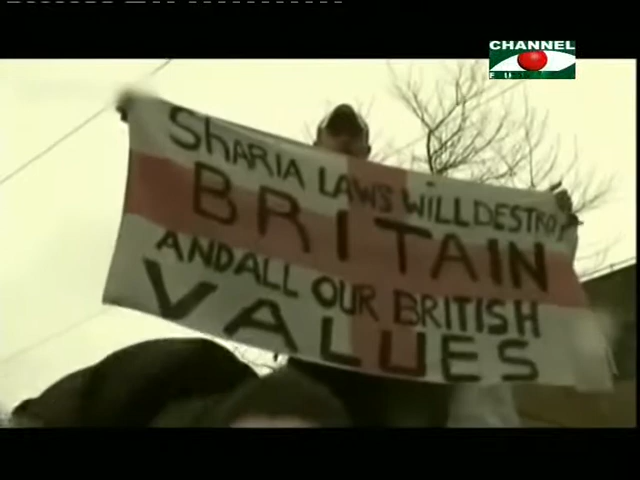 CHANNEL
SHARIA LAWS WILL DESTROY
BRITAIN
AND ALL OUR BRITISH
VALUES